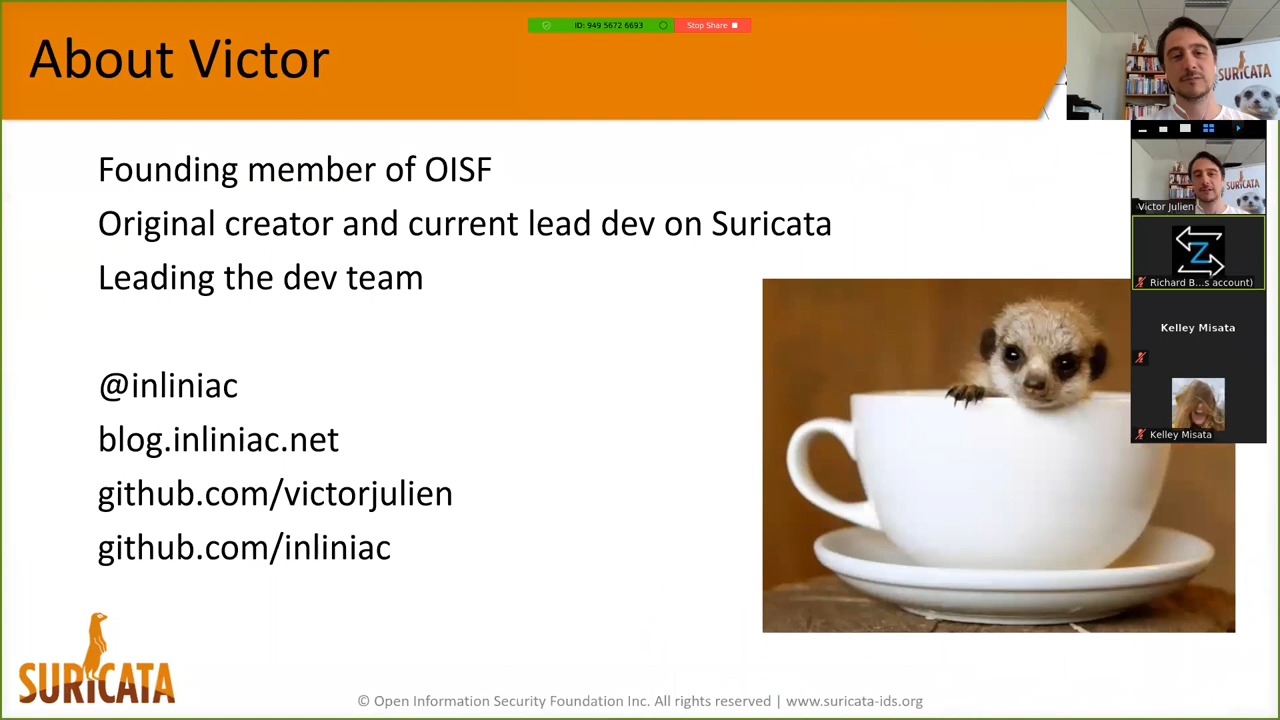 About Victor
ID: 949 5672 6693
Stop Share
SURICATA
Founding member of OISF
Original creator and current lead dev on Suricata
Leading the dev team
@inliniac
blog.inliniac.net
github.com/victorjulien
github.com/inliniac
SURICATA
Victor Julien
Richard B...s account)
Kelley Misata
Kelley Misata
SURICATA
© Open Information Security Foundation Inc. All rights reserved | www.suricata-ids.org